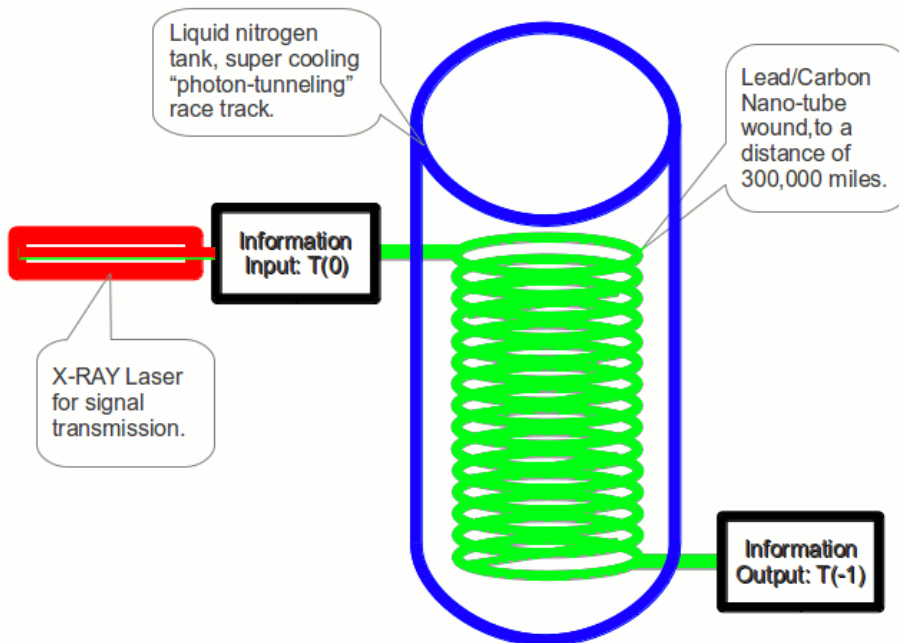 Liquid nitrogen
tank, super cooling
“photon-tunneling”
race track.
Lead/Carbon
Nano-tube
wound,to a
distance of
300,000 miles.
Information
Input: T(0)
X-RAY Laser
for signal
transmission.
Information
Output: T(-1)